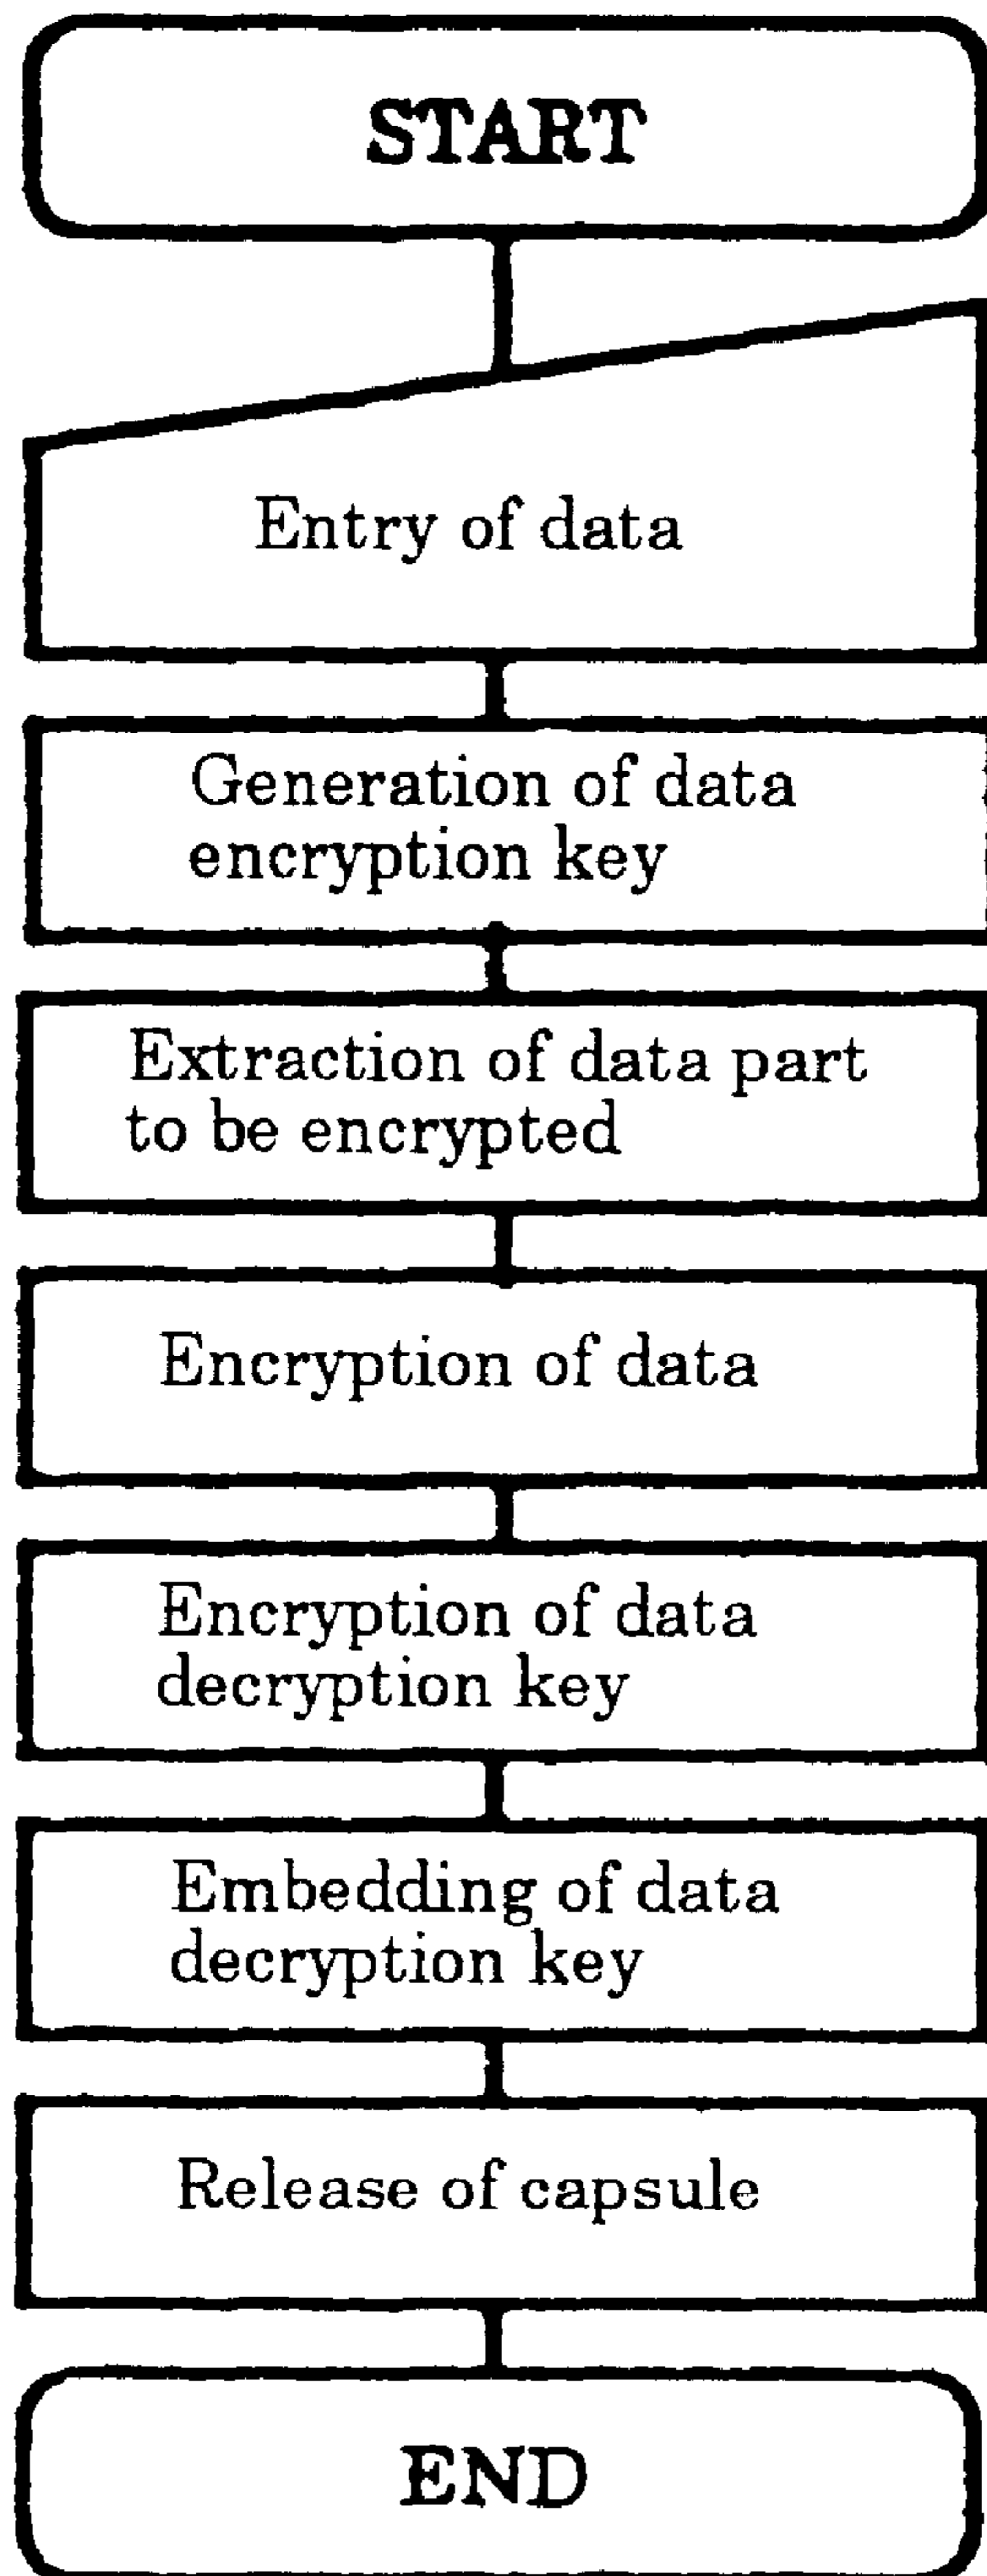 START
Entry of data
Generation of data
encryption key
Extraction of data part
to be encrypted
Encryption of data
Encryption of data
decryption key
Embedding of data
decryption key
Release of capsule
END